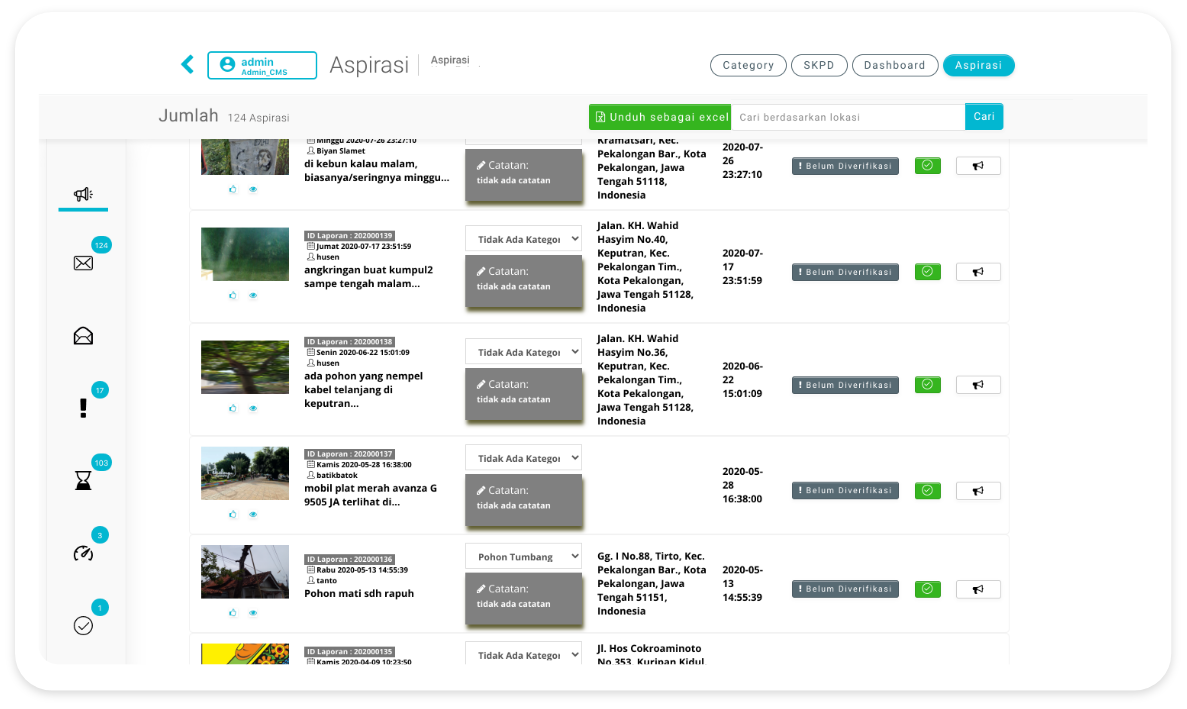 admin
Admin_CMS
Aspirasi
Aspirasi
Category
SKPD
Dashboard
Aspirasi
Jumlah 124 Aspirasi
Unduh sebagai excel
Cari berdasarkan lokasi
Cari
124
17
103
3
1
Minggu 2020-07-26 23:27:10
Biyan Slamet
di kebun kalau malam,
biasanya/seringnya minggu...
Catatan:
tidak ada catatan
Kramatsari, Kec.
Pekalongan Bar., Kota
Pekalongan, Jawa
Tengah 51118,
Indonesia
2020-07-
26
23:27:10
! Belum Diverifikasi
ID Laporan : 202000139
Jumat 2020-07-17 23:51:59
husen
angkringan buat kumpul2
sampe tengah malam...
Tidak Ada Kategor
Catatan:
tidak ada catatan
Jalan. KH. Wahid
Hasyim No.40,
Keputran, Kec.
Pekalongan Tim.,
Kota Pekalongan,
Jawa Tengah 51128,
Indonesia
2020-07-
17
23:51:59
! Belum Diverifikasi
ID Laporan : 202000138
Senin 2020-06-22 15:01:09
husen
ada pohon yang nempel
kabel telanjang di
keputran...
Tidak Ada Kategor
Catatan:
tidak ada catatan
Jalan. KH. Wahid
Hasyim No.36,
Keputran, Kec.
Pekalongan Tim.,
Kota Pekalongan,
Jawa Tengah 51128,
Indonesia
2020-06-
22
15:01:09
! Belum Diverifikasi
ID Laporan : 202000137
Kamis 2020-05-28 16:38:00
batikbatok
mobil plat merah avanza G
9505 JA terlihat di...
Tidak Ada Kategor
Catatan:
tidak ada catatan
2020-05-
28
16:38:00
! Belum Diverifikasi
ID Laporan : 202000136
Rabu 2020-05-13 14:55:39
tanto
Pohon mati sdh rapuh
Pohon Tumbang
Catatan:
tidak ada catatan
Gg. I No.88, Tirto, Kec.
Pekalongan Bar., Kota
Pekalongan, Jawa
Tengah 51151,
Indonesia
2020-05-
13
14:55:39
! Belum Diverifikasi
ID Laporan : 202000135
Kamis 2020-04-09 10:23:50
Tidak Ada Kategor
Jl. Hos Cokroaminoto
No.353, Kuripan Kidul,